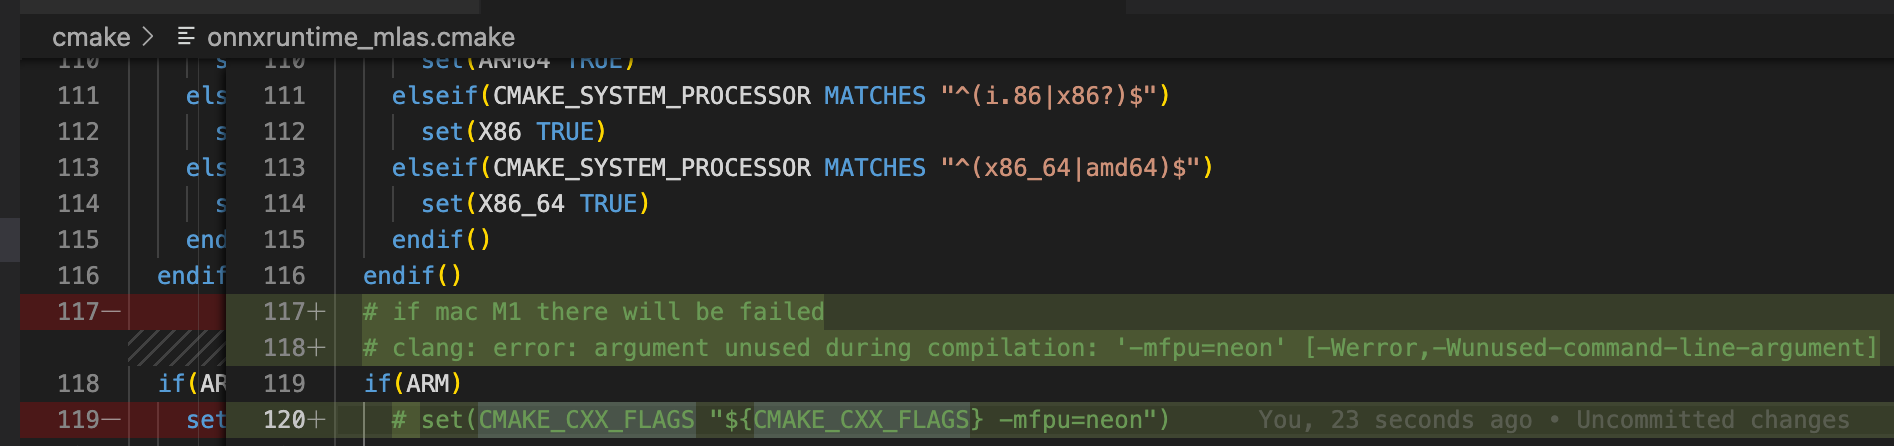 cmake > onnxruntime_mlas.cmake
110 s 110 set(ARM64 TRUE)
111 els 111 elseif(CMAKE_SYSTEM_PROCESSOR MATCHES "^(i.86|x86?)$")
112 s 112 set(X86 TRUE)
113 els 113 elseif(CMAKE_SYSTEM_PROCESSOR MATCHES "^(x86_64|amd64)$")
114 s 114 set(X86_64 TRUE)
115 end 115 endif()
116 endif 116 endif()
117— 117+ # if mac M1 there will be failed
118+ # clang: error: argument unused during compilation: '-mfpu=neon' [-Werror,-Wunused-command-line-argument]
118 if(AR 119 if(ARM)
119— set 120+ # set(CMAKE_CXX_FLAGS "${CMAKE_CXX_FLAGS} -mfpu=neon") You, 23 seconds ago • Uncommitted changes